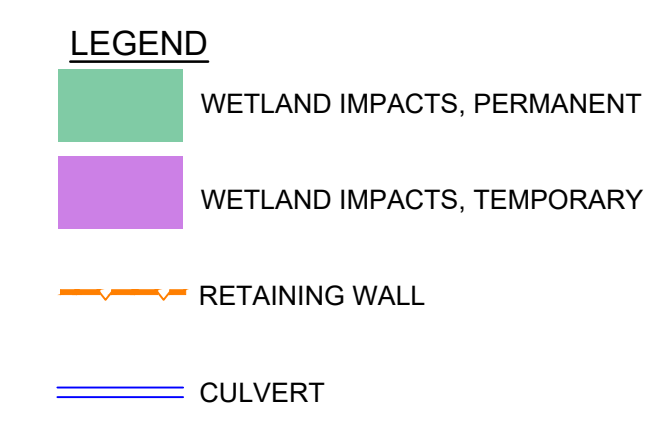 LEGEND
WETLAND IMPACTS, PERMANENT
WETLAND IMPACTS, TEMPORARY
RETAINING WALL
CULVERT